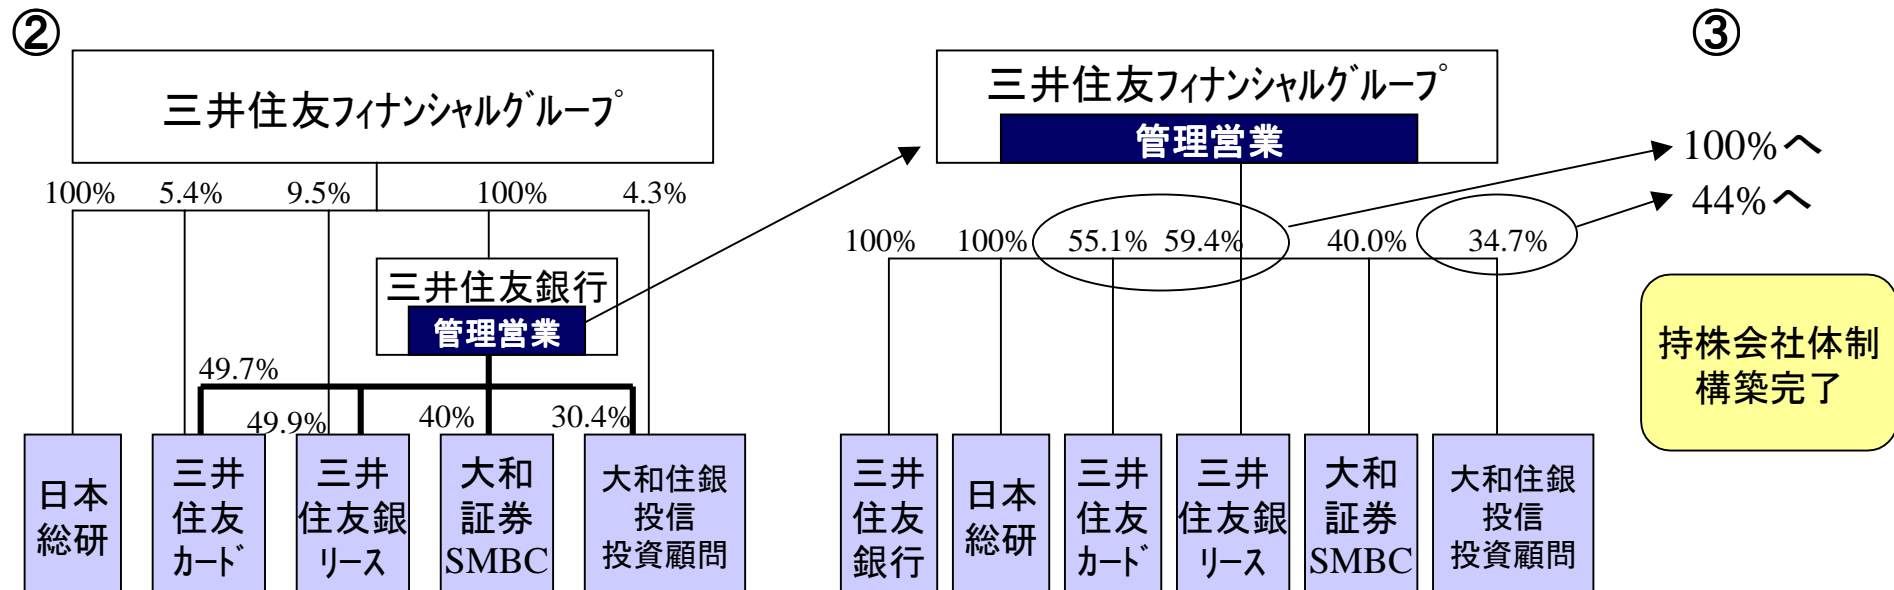 ②
三井住友フィナンシャルグループ
100%
5.4%
9.5%
100%
4.3%
三井住友銀行
管理営業
49.7%
49.9%
40%
30.4%
日本
総研
三井
住友
カード
三井
住友銀
リース
大和
証券
SMBC
大和住銀
投信
投資顧問
三井住友フィナンシャルグループ
管理営業
100%
100%
55.1%
59.4%
40.0%
34.7%
三井
住友
銀行
日本
総研
三井
住友
カード
三井
住友銀
リース
大和
証券
SMBC
大和住銀
投信
投資顧問
③
100%へ
44%へ
持株会社体制
構築完了